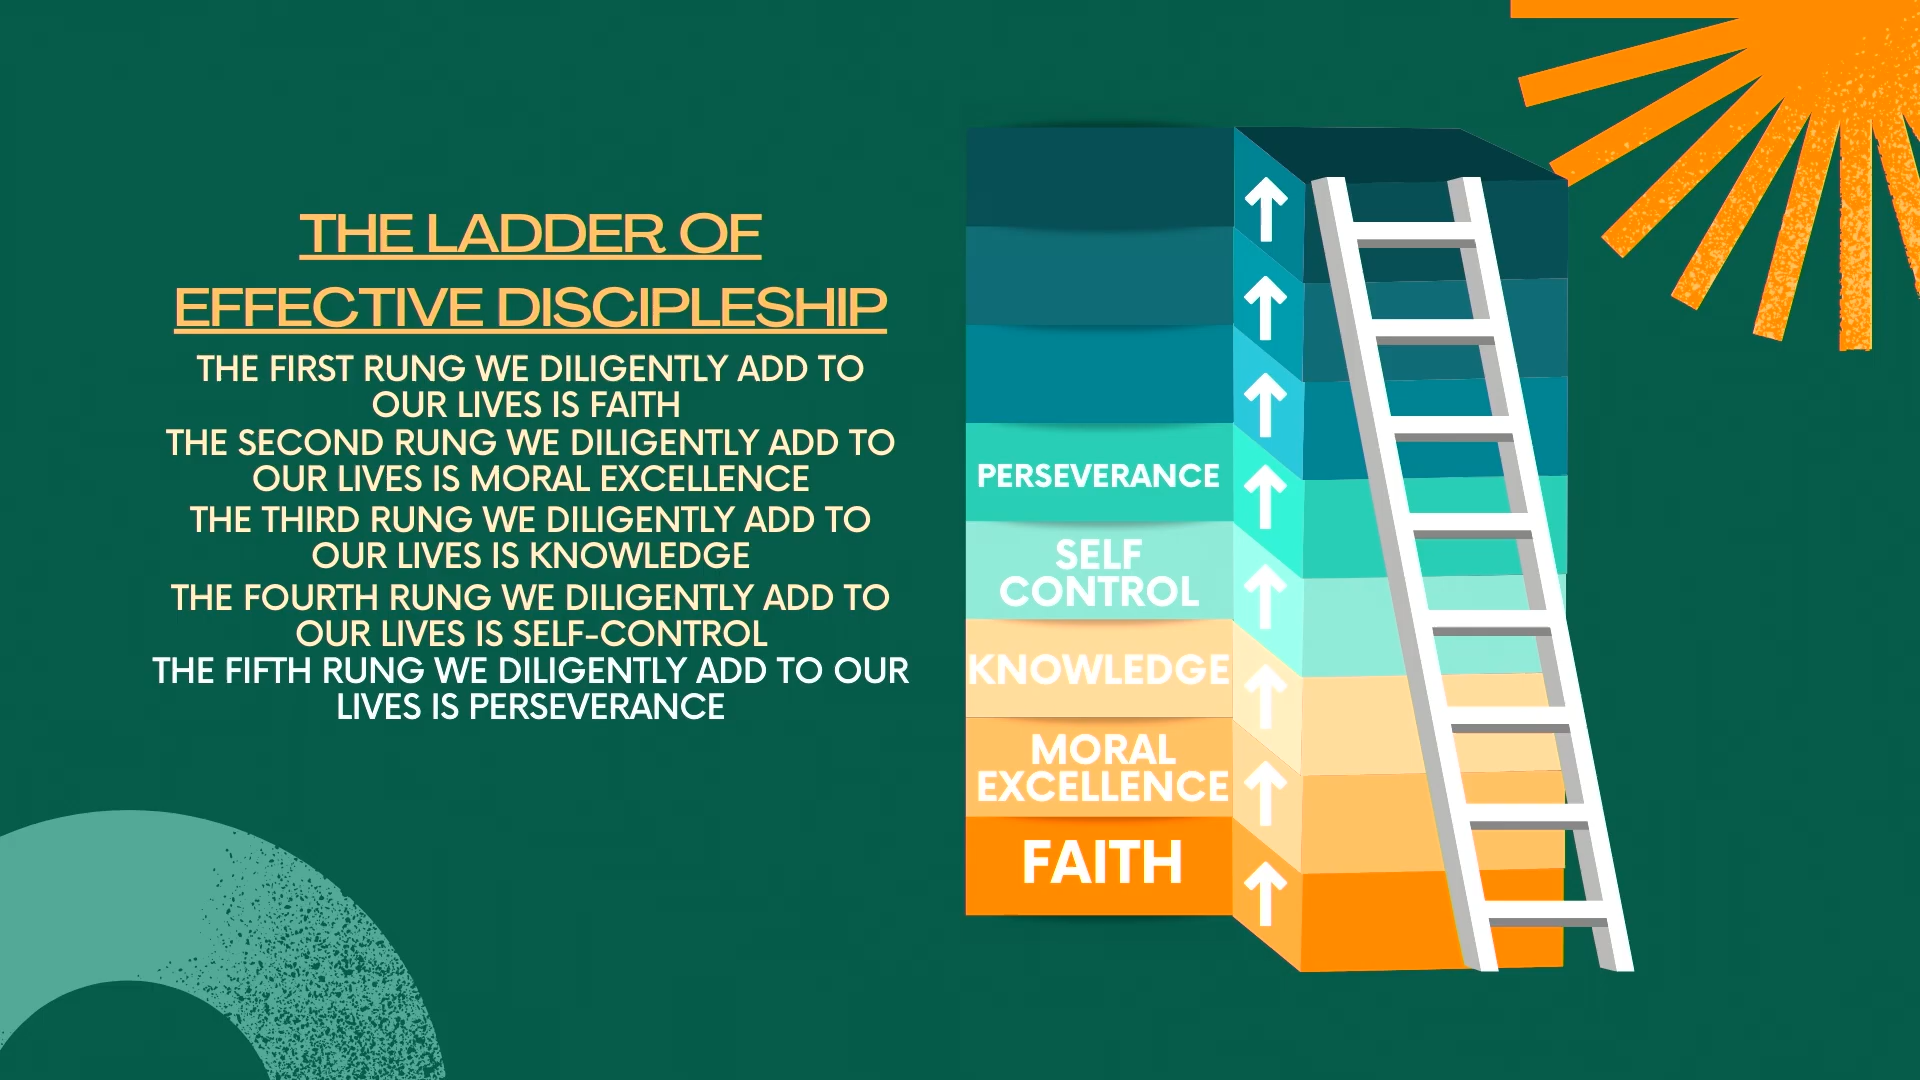 THE LADDER OF
EFFECTIVE DISCIPLESHIP
THE FIRST RUNG WE DILIGENTLY ADD TO
OUR LIVES IS FAITH
THE SECOND RUNG WE DILIGENTLY ADD TO
OUR LIVES IS MORAL EXCELLENCE
THE THIRD RUNG WE DILIGENTLY ADD TO
OUR LIVES IS KNOWLEDGE
THE FOURTH RUNG WE DILIGENTLY ADD TO
OUR LIVES IS SELF-CONTROL
THE FIFTH RUNG WE DILIGENTLY ADD TO OUR
LIVES IS PERSEVERANCE
PERSEVERANCE
SELF
CONTROL
KNOWLEDGE
MORAL
EXCELLENCE
FAITH